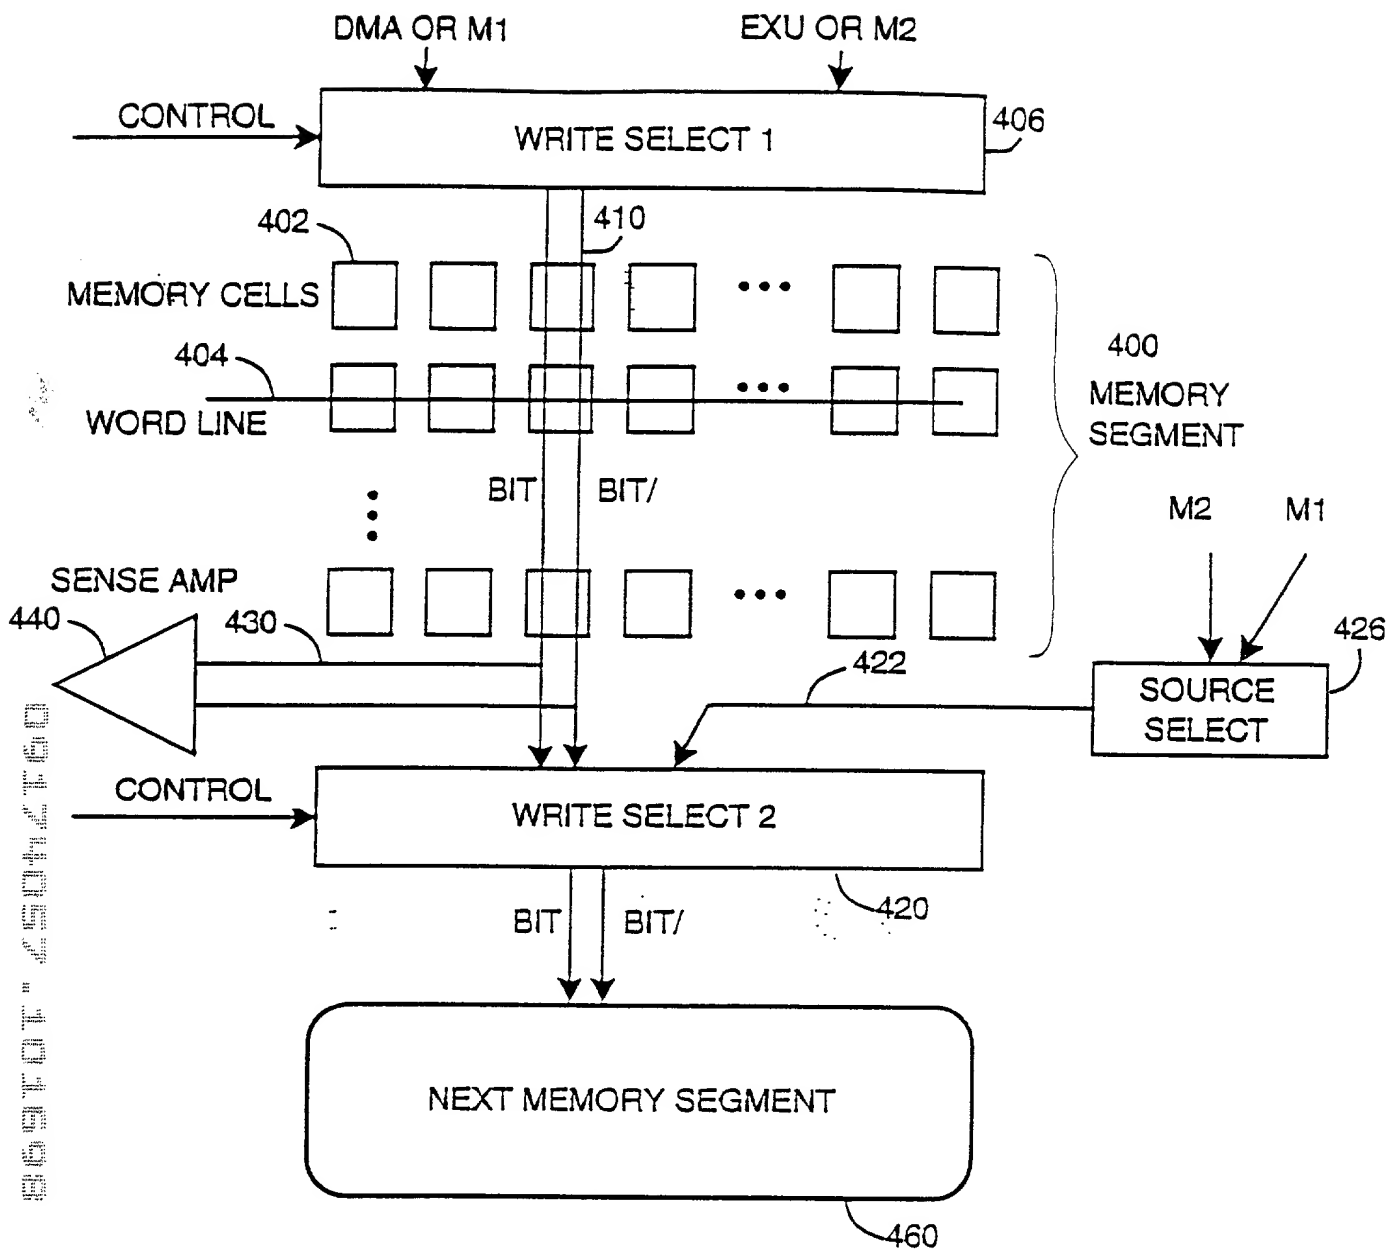 DMA OR M1
EXU OR M2
CONTROL
WRITE SELECT 1
406
402
410
MEMORY CELLS
404
WORD LINE
400
MEMORY
SEGMENT
BIT
BIT/
M2
M1
SENSE AMP
440
430
422
426
SOURCE
SELECT
CONTROL
WRITE SELECT 2
420
BIT
BIT/
NEXT MEMORY SEGMENT
460